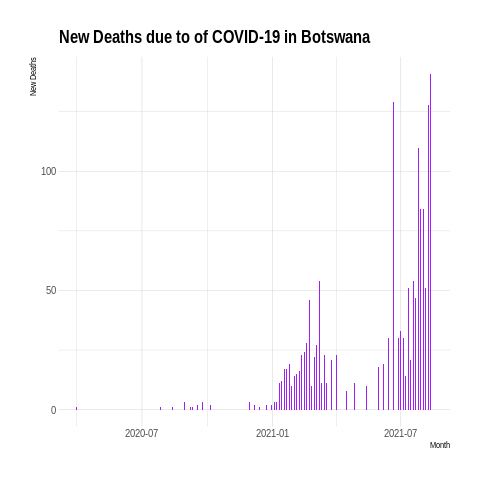 New Deaths due to of COVID-19 in Botswana
New Deaths
100
50
0
2020-07
2021-01
2021-07
Month